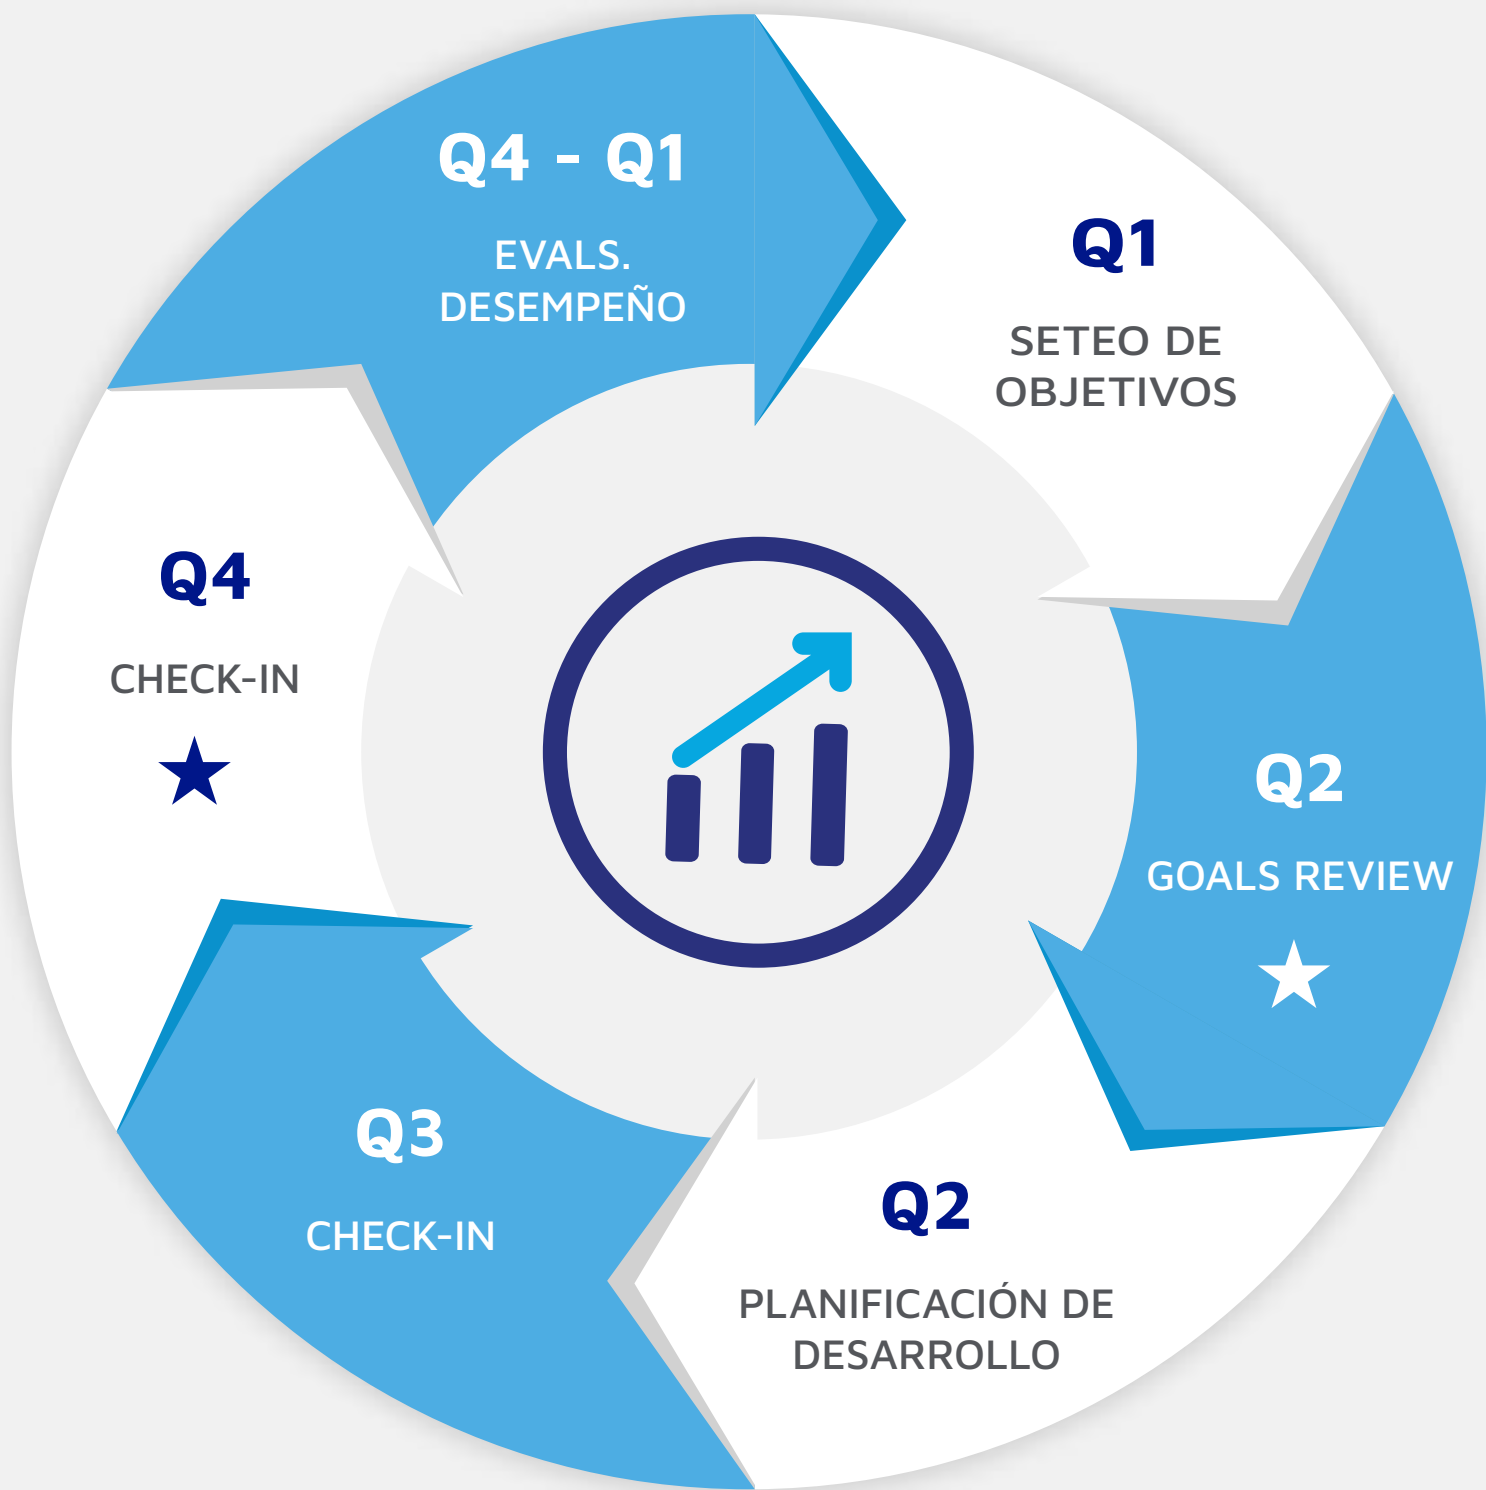 Q4 - Q1
EVALS.
DESEMPEÑO
Q1
SETEO DE
OBJETIVOS
Q2
GOALS REVIEW
Q2
PLANIFICACIÓN DE
DESARROLLO
Q3
CHECK-IN
Q4
CHECK-IN